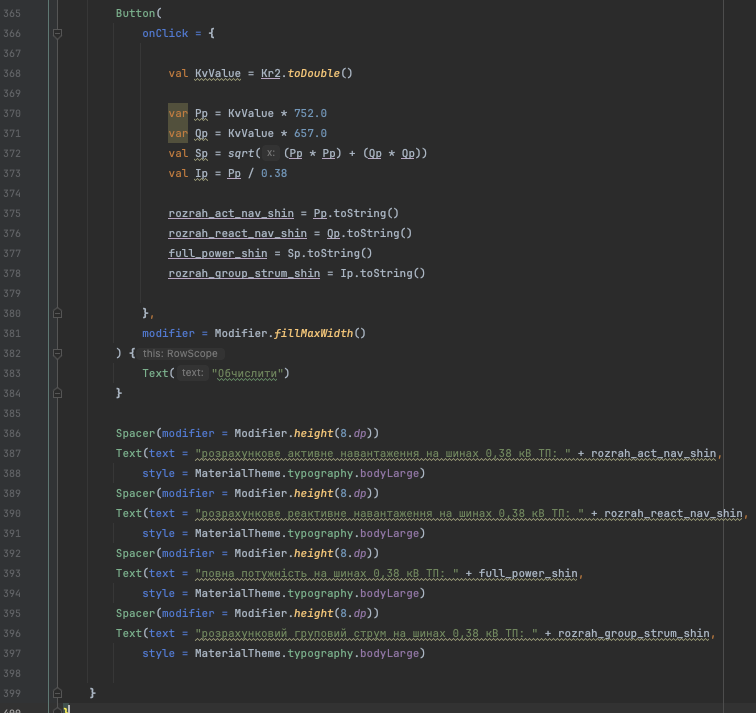 365 Button(
366 onClick = {
367
368 val KvValue = Kr2.toDouble()
369
370 var Pp = KvValue * 752.0
371 var Qp = KvValue * 657.0
372 val Sp = sqrt( x: (Pp * Pp) + (Qp * Qp))
373 val Ip = Pp / 0.38
374
375 rozrah_act_nav_shin = Pp.toString()
376 rozrah_react_nav_shin = Qp.toString()
377 full_power_shin = Sp.toString()
378 rozrah_group_strum_shin = Ip.toString()
379
380 },
381 modifier = Modifier.fillMaxWidth()
382 ) { this: RowScope
383 Text( text: "Обчислити")
384 }
385
386 Spacer(modifier = Modifier.height(8.dp))
387 Text(text = "розрахункове активне навантаження на шинах 0,38 кВ ТП: " + rozrah_act_nav_shin,
388 style = MaterialTheme.typography.bodyLarge)
389 Spacer(modifier = Modifier.height(8.dp))
390 Text(text = "розрахункове реактивне навантаження на шинах 0,38 кВ ТП: " + rozrah_react_nav_shin,
391 style = MaterialTheme.typography.bodyLarge)
392 Spacer(modifier = Modifier.height(8.dp))
393 Text(text = "повна потужність на шинах 0,38 кВ ТП: " + full_power_shin,
394 style = MaterialTheme.typography.bodyLarge)
395 Spacer(modifier = Modifier.height(8.dp))
396 Text(text = "розрахунковий груповий струм на шинах 0,38 кВ ТП: " + rozrah_group_strum_shin,
397 style = MaterialTheme.typography.bodyLarge)
398
399 }
400 }